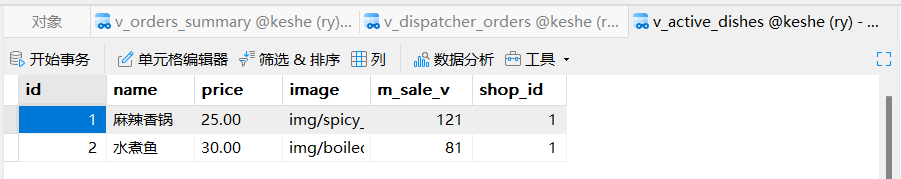 对象 v_orders_summary @keshe (ry)... v_dispatcher_orders @keshe (r... v_active_dishes @keshe (ry) - ...
开始事务 单元格编辑器 筛选 & 排序 列 数据分析 工具
id name price image m_sale_v shop_id
1 麻辣香锅 25.00 img/spicy_ 121 1
2 水煮鱼 30.00 img/boiled 81 1